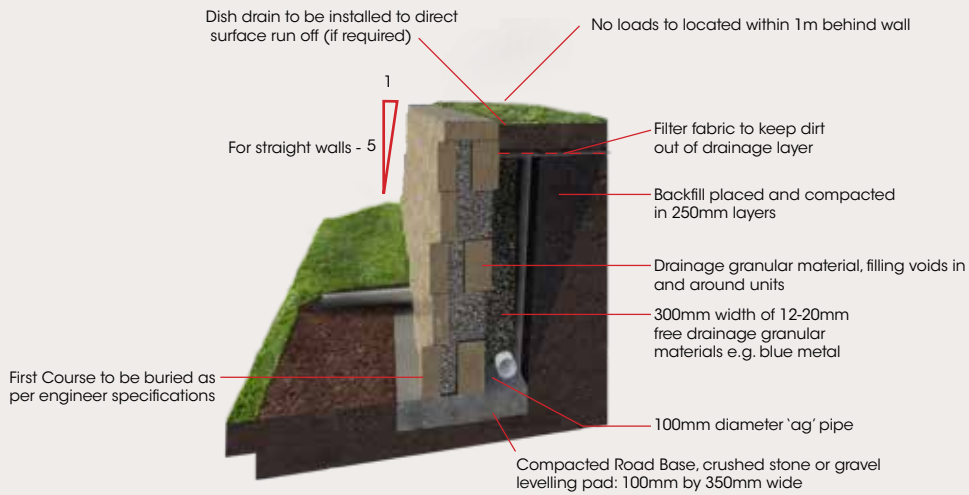 Dish drain to be installed to direct
surface run off (if required)
No loads to located within 1m behind wall
1
For straight walls - 5
Filter fabric to keep dirt
out of drainage layer
Backfill placed and compacted
in 250mm layers
Drainage granular material, filling voids in
and around units
300mm width of 12-20mm
free drainage granular
materials e.g. blue metal
First Course to be buried as
per engineer specifications
100mm diameter ‘ag’ pipe
Compacted Road Base, crushed stone or gravel
levelling pad: 100mm by 350mm wide